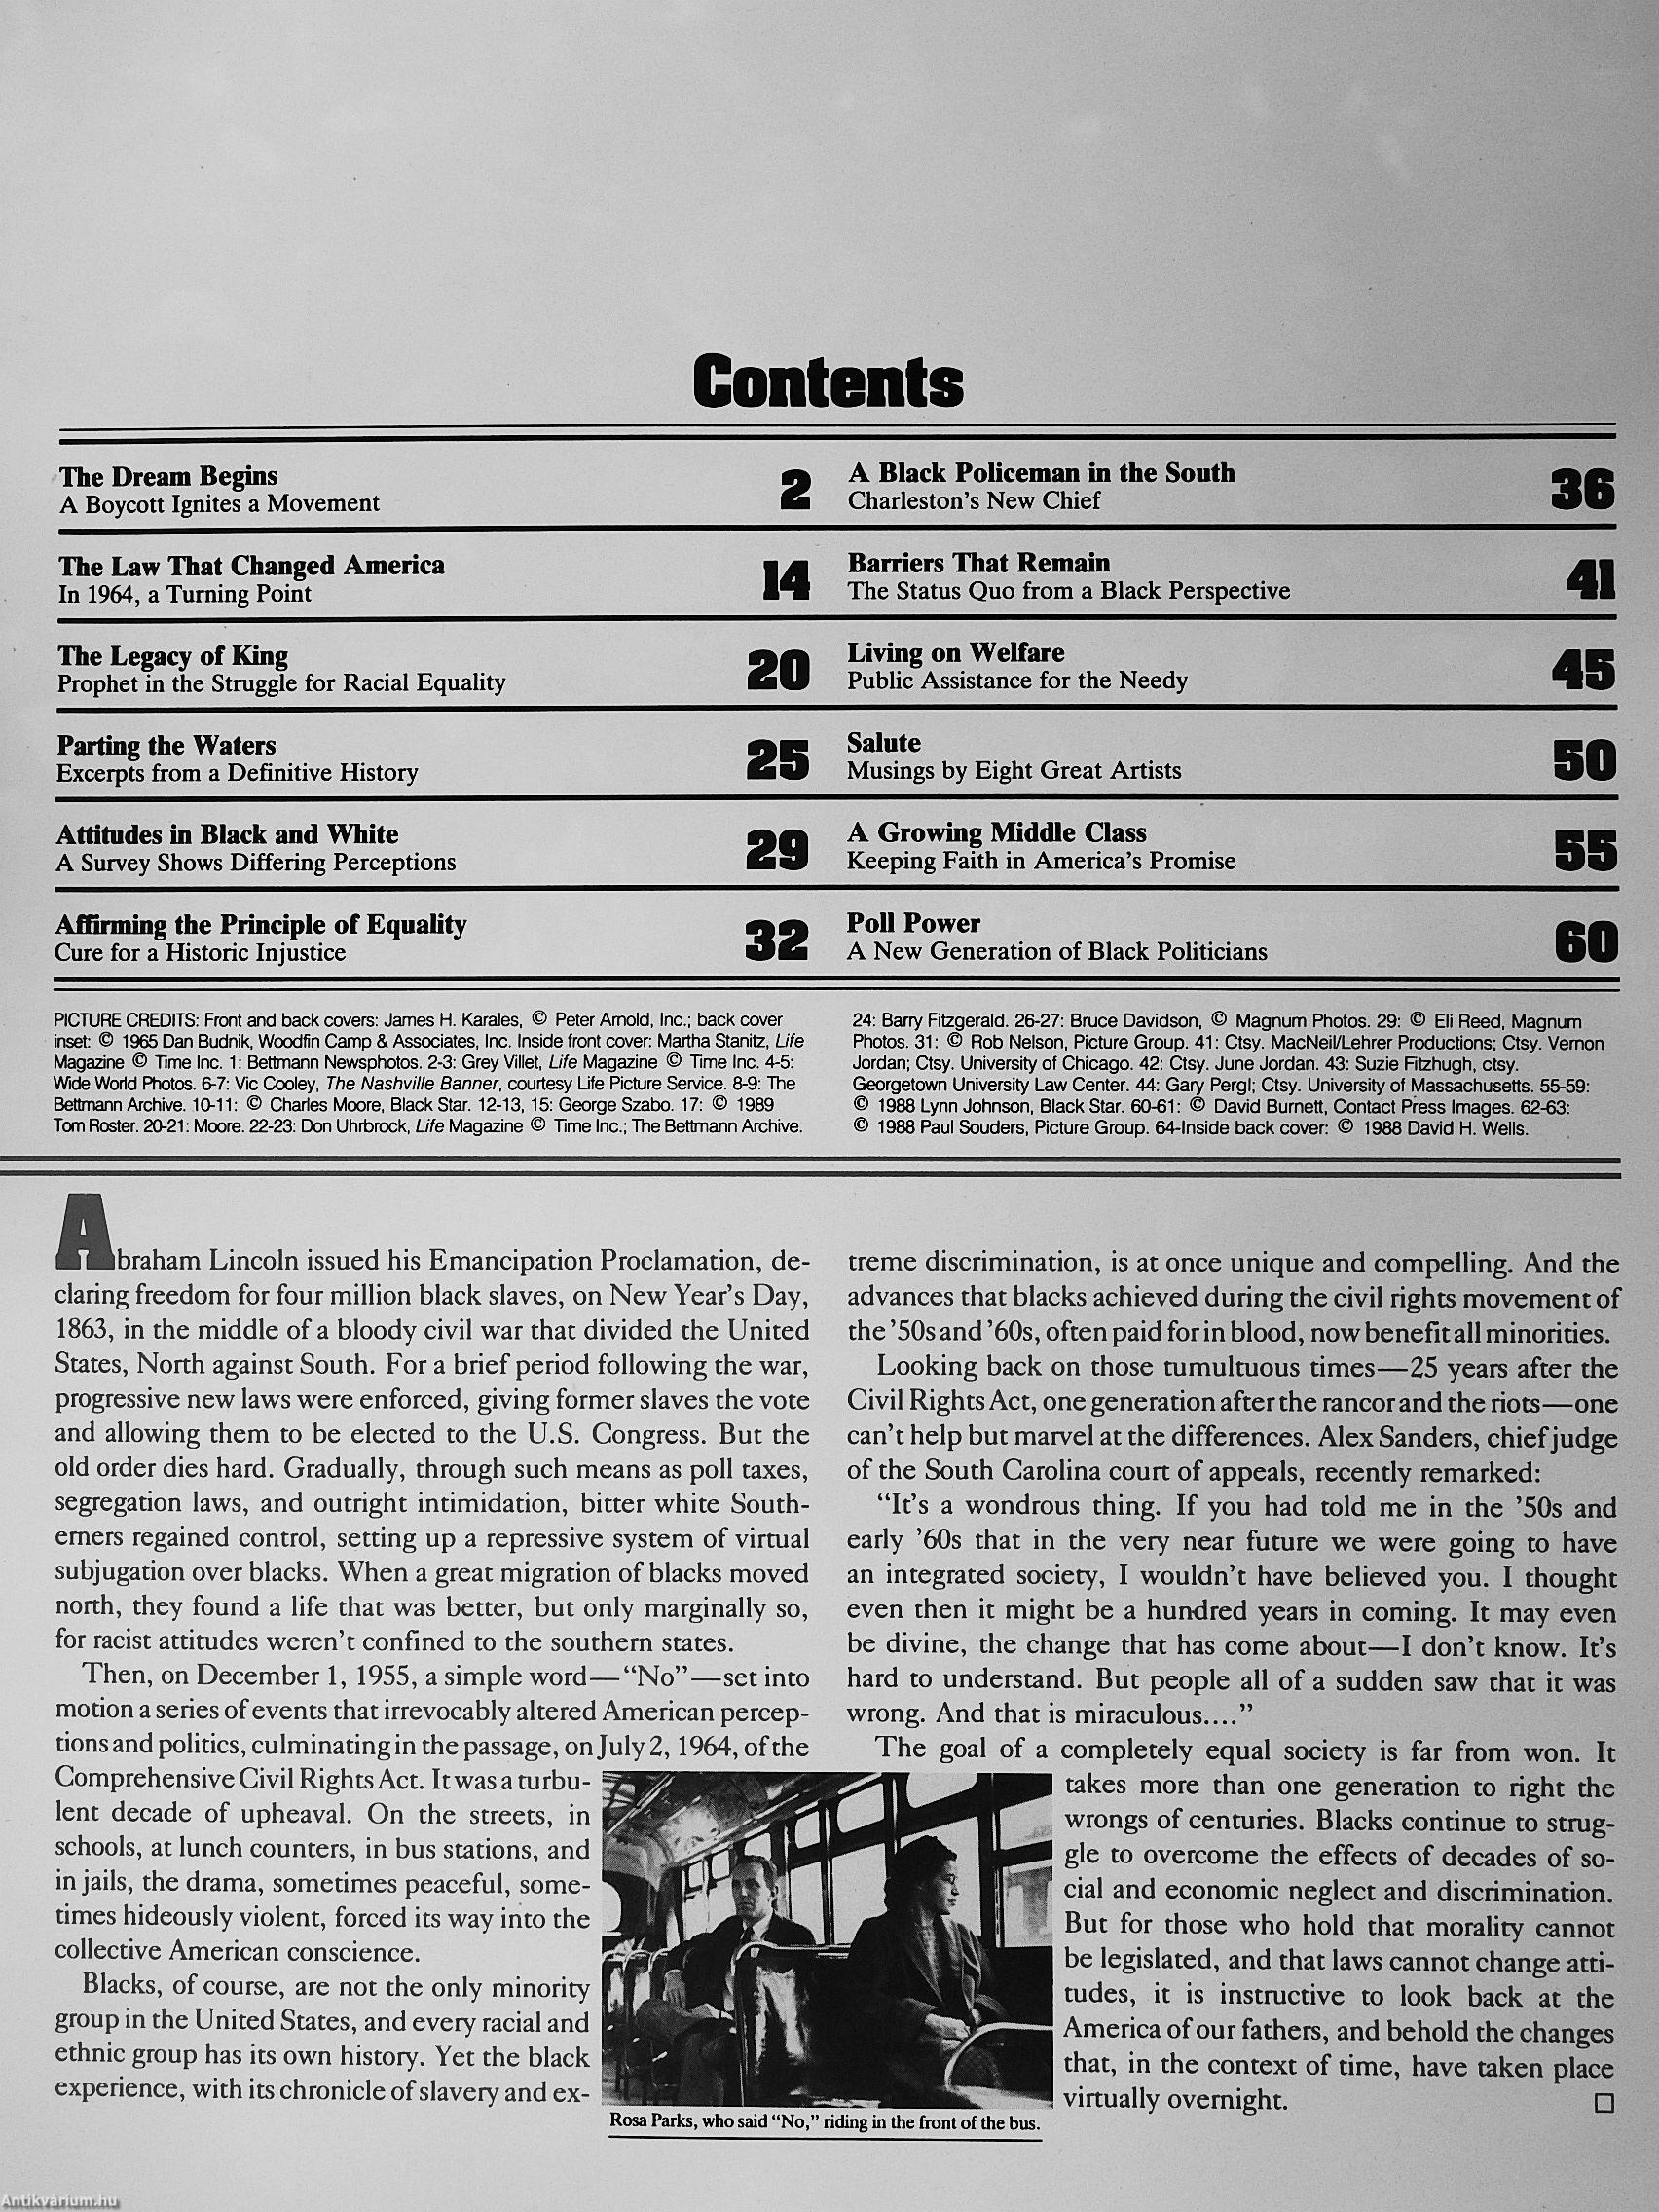 Contents
The Dream Begins
A Boycott Ignites a Movement
2
The Law That Changed America
In 1964, a Turning Point
14
The Legacy of King
Prophet in the Struggle for Racial Equality
20
Parting the Waters
Excerpts from a Definitive History
25
Attitudes in Black and White
A Survey Shows Differing Perceptions
29
Affirming the Principle of Equality
Cure for a Historic Injustice
32
A Black Policeman in the South
Charleston's New Chief
36
Barriers That Remain
The Status Quo from a Black Perspective
41
Living on Welfare
Public Assistance for the Needy
45
Salute
Musings by Eight Great Artists
50
A Growing Middle Class
Keeping Faith in America's Promise
55
Poll Power
A New Generation of Black Politicians
60
PICTURE CREDITS: Front and back covers: James H. Karales, © Peter Arnold, Inc.; back cover
inset: © 1965 Dan Budnik, Woodfin Camp & Associates, Inc. Inside front cover: Martha Stanitz, Life
Magazine © Time Inc. 1: Bettmann Newsphotos. 2-3: Grey Villet, Life Magazine © Time Inc. 4-5:
Wide World Photos. 6-7: Vic Cooley, The Nashville Banner, courtesy Life Picture Service. 8-9: The
Bettmann Archive. 10-11: © Charles Moore, Black Star. 12-13, 15: George Szabo. 17: © 1989
Tom Roster. 20-21: Moore. 22-23: Don Uhrbrock, Life Magazine © Time Inc.; The Bettmann Archive.
24: Barry Fitzgerald. 26-27: Bruce Davidson, © Magnum Photos. 29: © Eli Reed, Magnum
Photos. 31: © Rob Nelson, Picture Group. 41: Ctsy. MacNeil/Lehrer Productions; Ctsy. Vernon
Jordan; Ctsy. University of Chicago. 42: Ctsy. June Jordan. 43: Suzie Fitzhugh, ctsy.
Georgetown University Law Center. 44: Gary Pergl; Ctsy. University of Massachusetts. 55-59:
© 1988 Lynn Johnson, Black Star. 60-61: © David Burnett, Contact Press Images. 62-63:
© 1988 Paul Souders, Picture Group. 64-Inside back cover: © 1988 David H. Wells.
Abraham Lincoln issued his Emancipation Proclamation, de-
claring freedom for four million black slaves, on New Year's Day,
1863, in the middle of a bloody civil war that divided the United
States, North against South. For a brief period following the war,
progressive new laws were enforced, giving former slaves the vote
and allowing them to be elected to the U.S. Congress. But the
old order dies hard. Gradually, through such means as poll taxes,
segregation laws, and outright intimidation, bitter white South-
erners regained control, setting up a repressive system of virtual
subjugation over blacks. When a great migration of blacks moved
north, they found a life that was better, but only marginally so,
for racist attitudes weren't confined to the southern states.
Then, on December 1, 1955, a simple word—"No"—set into
motion a series of events that irrevocably altered American percep-
tions and politics, culminating in the passage, on July 2, 1964, of the
Comprehensive Civil Rights Act. It was a turbu-
lent decade of upheaval. On the streets, in
schools, at lunch counters, in bus stations, and
in jails, the drama, sometimes peaceful, some-
times hideously violent, forced its way into the
collective American conscience.
Blacks, of course, are not the only minority
group in the United States, and every racial and
ethnic group has its own history. Yet the black
experience, with its chronicle of slavery and ex-
treme discrimination, is at once unique and compelling. And the
advances that blacks achieved during the civil rights movement of
the '50s and '60s, often paid for in blood, now benefit all minorities.
Looking back on those tumultuous times—25 years after the
Civil Rights Act, one generation after the rancor and the riots—one
can't help but marvel at the differences. Alex Sanders, chief judge
of the South Carolina court of appeals, recently remarked:
"It's a wondrous thing. If you had told me in the '50s and
early '60s that in the very near future we were going to have
an integrated society, I wouldn't have believed you. I thought
even then it might be a hundred years in coming. It may even
be divine, the change that has come about—I don't know. It's
hard to understand. But people all of a sudden saw that it was
wrong. And that is miraculous...."
The goal of a completely equal society is far from won. It
takes more than one generation to right the
wrongs of centuries. Blacks continue to strug-
gle to overcome the effects of decades of so-
cial and economic neglect and discrimination.
But for those who hold that morality cannot
be legislated, and that laws cannot change atti-
tudes, it is instructive to look back at the
America of our fathers, and behold the changes
that, in the context of time, have taken place
virtually overnight. □
Rosa Parks, who said "No," riding in the front of the bus.
Antikvárium.hu